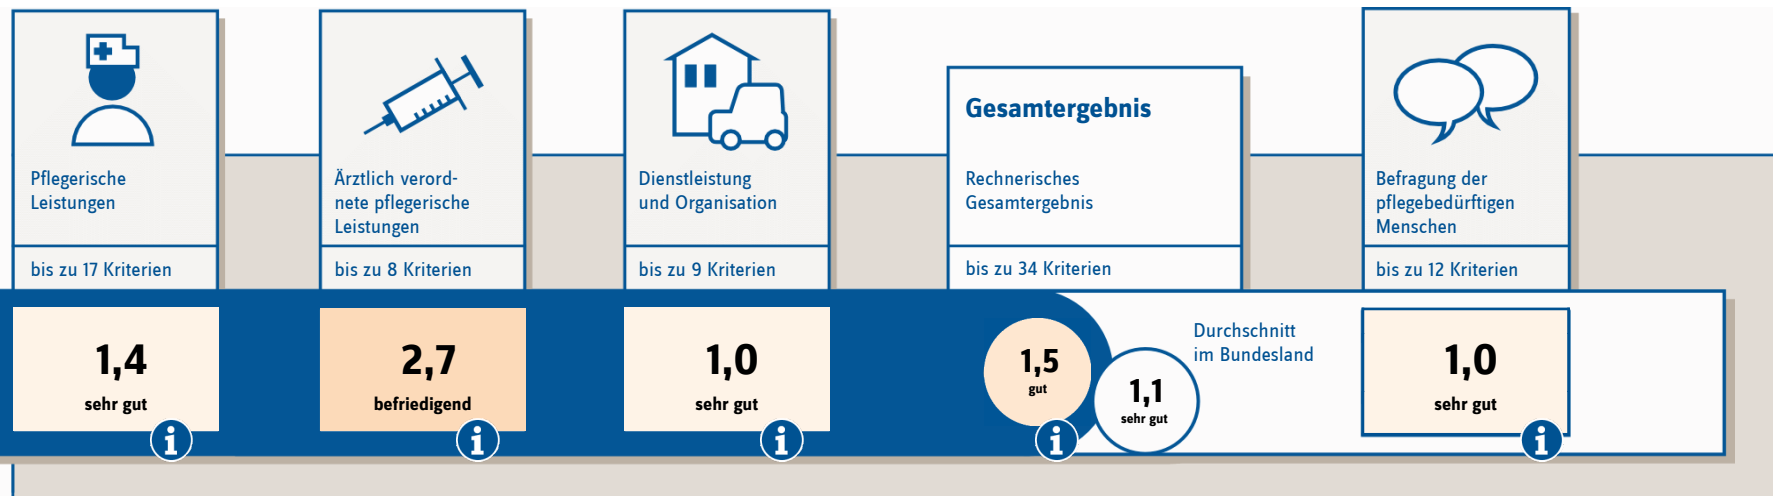 Pflegerische
Leistungen
bis zu 17 Kriterien
1,4
sehr gut
i
Ärztlich verord-
nete pflegerische
Leistungen
bis zu 8 Kriterien
2,7
befriedigend
i
Dienstleistung
und Organisation
bis zu 9 Kriterien
1,0
sehr gut
i
Gesamtergebnis
Rechnerisches
Gesamtergebnis
bis zu 34 Kriterien
1,5
gut
i
1,1
sehr gut
Durchschnitt
im Bundesland
Befragung der
pflegebedürftigen
Menschen
bis zu 12 Kriterien
1,0
sehr gut
i